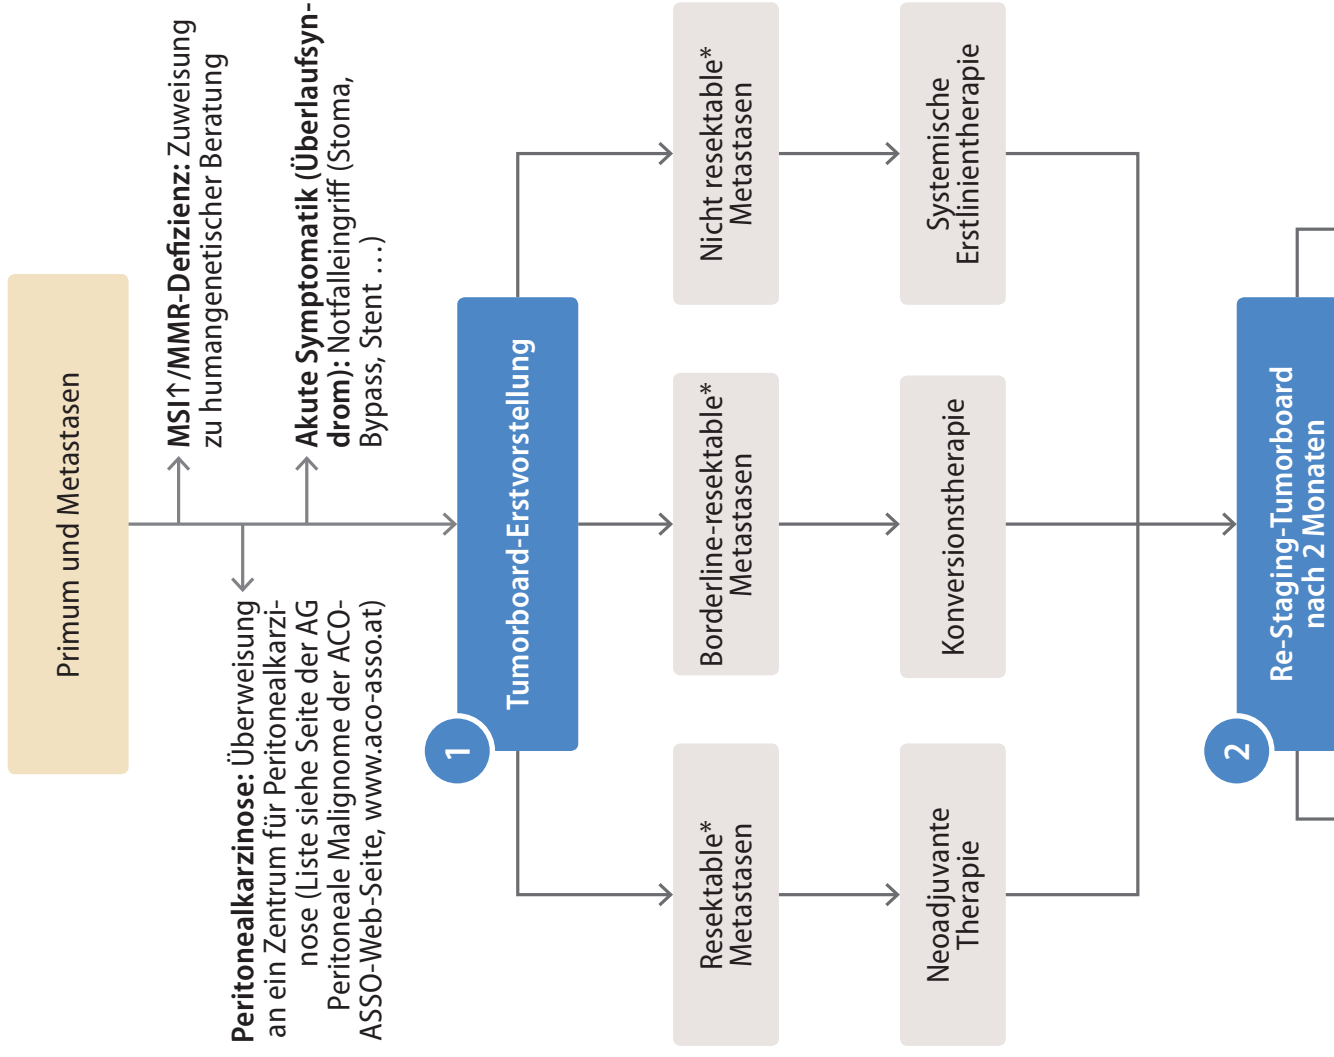 Primum und Metastasen
MSI↑/MMR-Defizienz: Zuweisung
zu humangenetischer Beratung
Peritonealkarzinose: Überweisung
an ein Zentrum für Peritonealkarzi-
nose (Liste siehe Seite der AG
Peritoneale Malignome der ACO-
ASSO-Web-Seite, www.aco-asso.at)
Akute Symptomatik (Überlaufsyn-
drom): Notfalleingriff (Stoma,
Bypass, Stent …)
1
Tumorboard-Erstvorstellung
Resektable*
Metastasen
Borderline-resektable*
Metastasen
Nicht resektable*
Metastasen
Neoadjuvante
Therapie
Konversionstherapie
Systemische
Erstlinientherapie
2
Re-Staging-Tumorboard
nach 2 Monaten